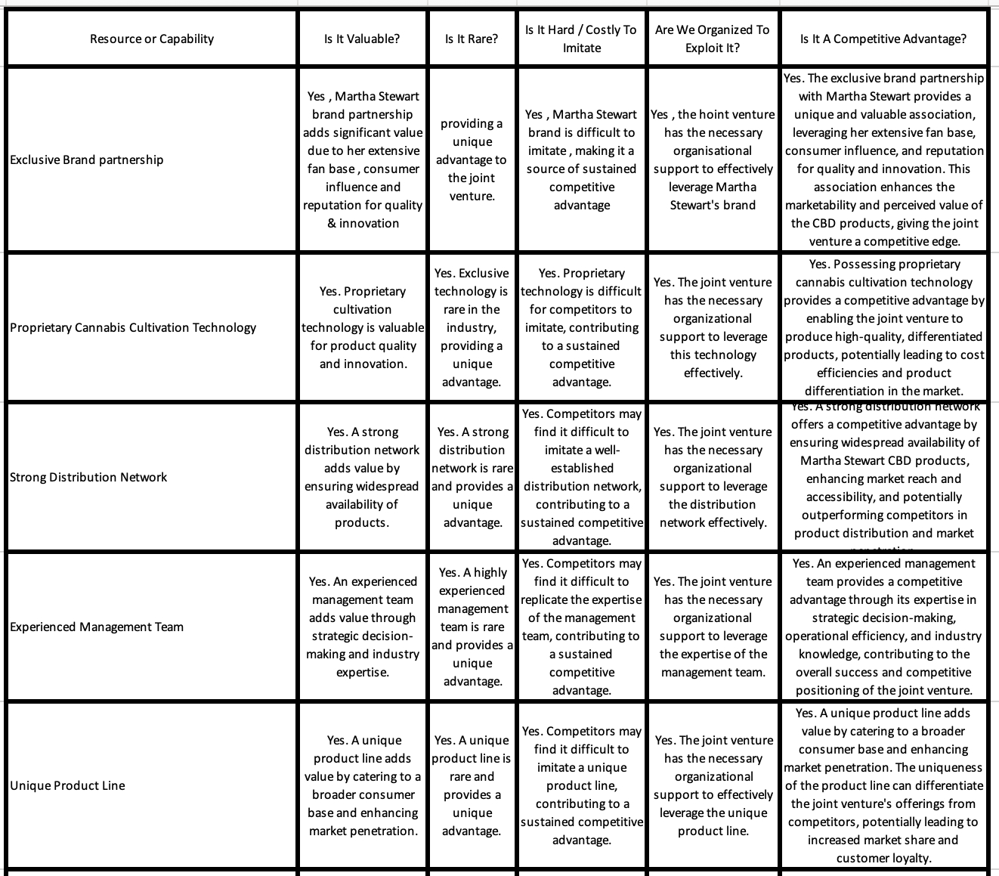 Resource or Capability
Is It Valuable?
Is It Rare?
Is It Hard / Costly To
Imitate
Are We Organized To
Exploit It?
Is It A Competitive Advantage?
Exclusive Brand partnership
Yes , Martha Stewart
brand partnership
adds significant value
due to her extensive
fan base , consumer
influence and
reputation for quality
& innovation
providing a
unique
advantage to
the joint
venture.
Yes , Martha Stewart
brand is difficult to
imitate , making it a
source of sustained
competitive
advantage
Yes , the hoint venture
has the necessary
organisational
support to effectively
leverage Martha
Stewart's brand
Yes. The exclusive brand partnership
with Martha Stewart provides a
unique and valuable association,
leveraging her extensive fan base,
consumer influence, and reputation
for quality and innovation. This
association enhances the
marketability and perceived value of
the CBD products, giving the joint
venture a competitive edge.
Proprietary Cannabis Cultivation Technology
Yes. Proprietary
cultivation
technology is valuable
for product quality
and innovation.
Yes. Exclusive
technology is
rare in the
industry,
providing a
unique
advantage.
Yes. Proprietary
technology is difficult
for competitors to
imitate, contributing
to a sustained
competitive
advantage.
Yes. The joint venture
has the necessary
organizational
support to leverage
this technology
effectively.
Yes. Possessing proprietary
cannabis cultivation technology
provides a competitive advantage by
enabling the joint venture to
produce high-quality, differentiated
products, potentially leading to cost
efficiencies and product
differentiation in the market.
Strong Distribution Network
Yes. A strong
distribution network
adds value by
ensuring widespread
availability of
products.
Yes. A strong
distribution
network is rare
and provides a
unique
advantage.
Yes. Competitors may
find it difficult to
imitate a well-
established
distribution network,
contributing to a
sustained competitive
advantage.
Yes. The joint venture
has the necessary
organizational
support to leverage
the distribution
network effectively.
Yes. A strong distribution network
offers a competitive advantage by
ensuring widespread availability of
Martha Stewart CBD products,
enhancing market reach and
accessibility, and potentially
outperforming competitors in
product distribution and market
Experienced Management Team
Yes. An experienced
management team
adds value through
strategic decision-
making and industry
expertise.
Yes. A highly
experienced
management
team is rare
and provides a
unique
advantage.
Yes. Competitors may
find it difficult to
replicate the expertise
of the management
team, contributing to
a sustained
competitive
advantage.
Yes. The joint venture
has the necessary
organizational
support to leverage
the expertise of the
management team.
Yes. An experienced management
team provides a competitive
advantage through its expertise in
strategic decision-making,
operational efficiency, and industry
knowledge, contributing to the
overall success and competitive
positioning of the joint venture.
Unique Product Line
Yes. A unique
product line adds
value by catering to a
broader consumer
base and enhancing
market penetration.
Yes. A unique
product line is
rare and
provides a
unique
advantage.
Yes. Competitors may
find it difficult to
imitate a unique
product line,
contributing to a
sustained competitive
advantage.
Yes. The joint venture
has the necessary
organizational
support to effectively
leverage the unique
product line.
Yes. A unique product line adds
value by catering to a broader
consumer base and enhancing
market penetration. The uniqueness
of the product line can differentiate
the joint venture's offerings from
competitors, potentially leading to
increased market share and
customer loyalty.